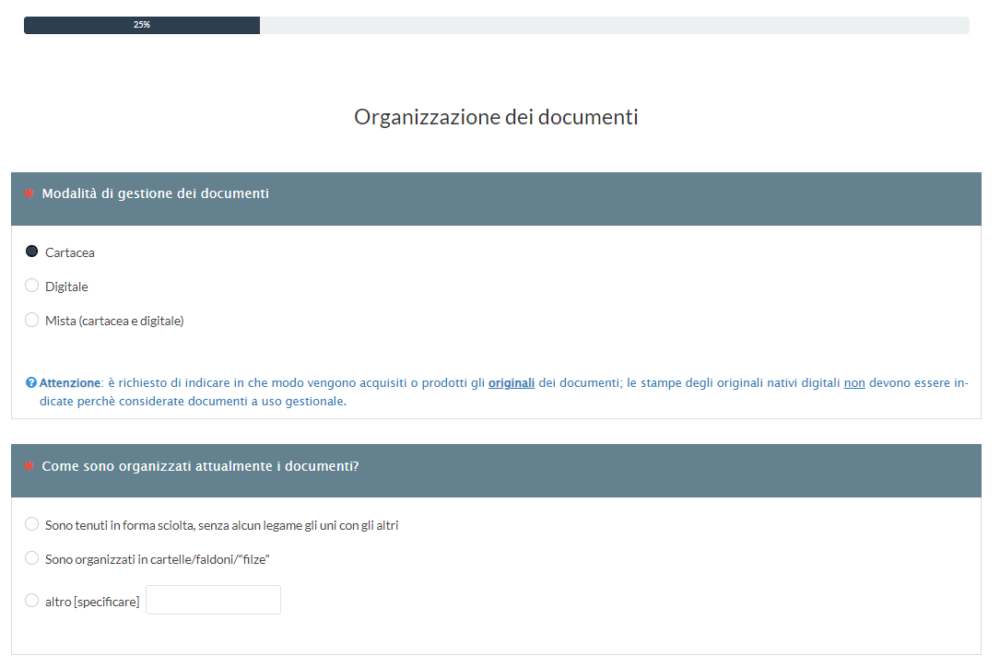 25%
Organizzazione dei documenti
* Modalità di gestione dei documenti
Cartacea
Digitale
Mista (cartacea e digitale)
Attenzione: è richiesto di indicare in che modo vengono acquisiti o prodotti gli originali dei documenti; le stampe degli originali nativi digitali non devono essere in-
dicate perchè considerate documenti a uso gestionale.
* Come sono organizzati attualmente i documenti?
Sono tenuti in forma sciolta, senza alcun legame gli uni con gli altri
Sono organizzati in cartelle/faldoni/“filze”
altro [specificare]